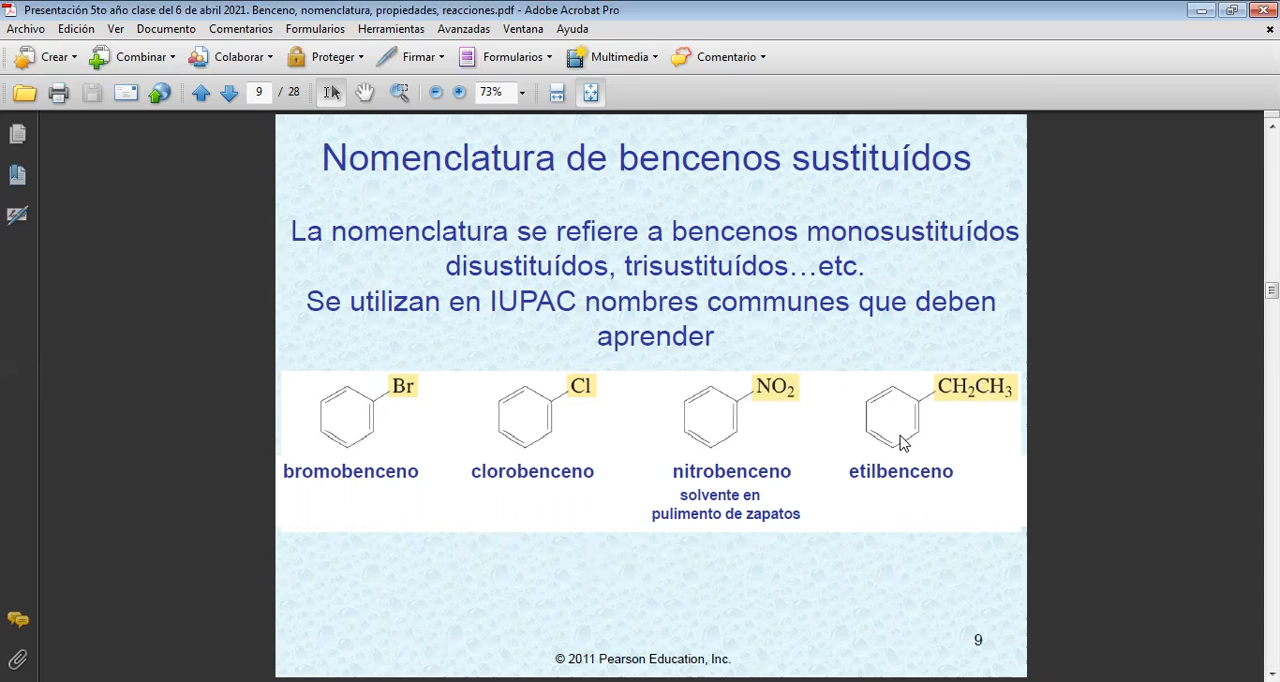 Presentación 5to año clase del 6 de abril 2021. Benceno, nomenclatura, propiedades, reacciones.pdf - Adobe Acrobat Pro
Archivo Edición Ver Documento Comentarios Formularios Herramientas Avanzadas Ventana Ayuda
Crear Combinar Colaborar Proteger Firmar Formularios Multimedia Comentario
9 / 28 73%
Nomenclatura de bencenos sustituídos
La nomenclatura se refiere a bencenos monosustituídos
disustituídos, trisustituídos…etc.
Se utilizan en IUPAC nombres communes que deben
aprender
Br Cl NO₂ CH₂CH₃
bromobenceno clorobenceno nitrobenceno etilbenceno
solvente en
pulimento de zapatos
9
© 2011 Pearson Education, Inc.